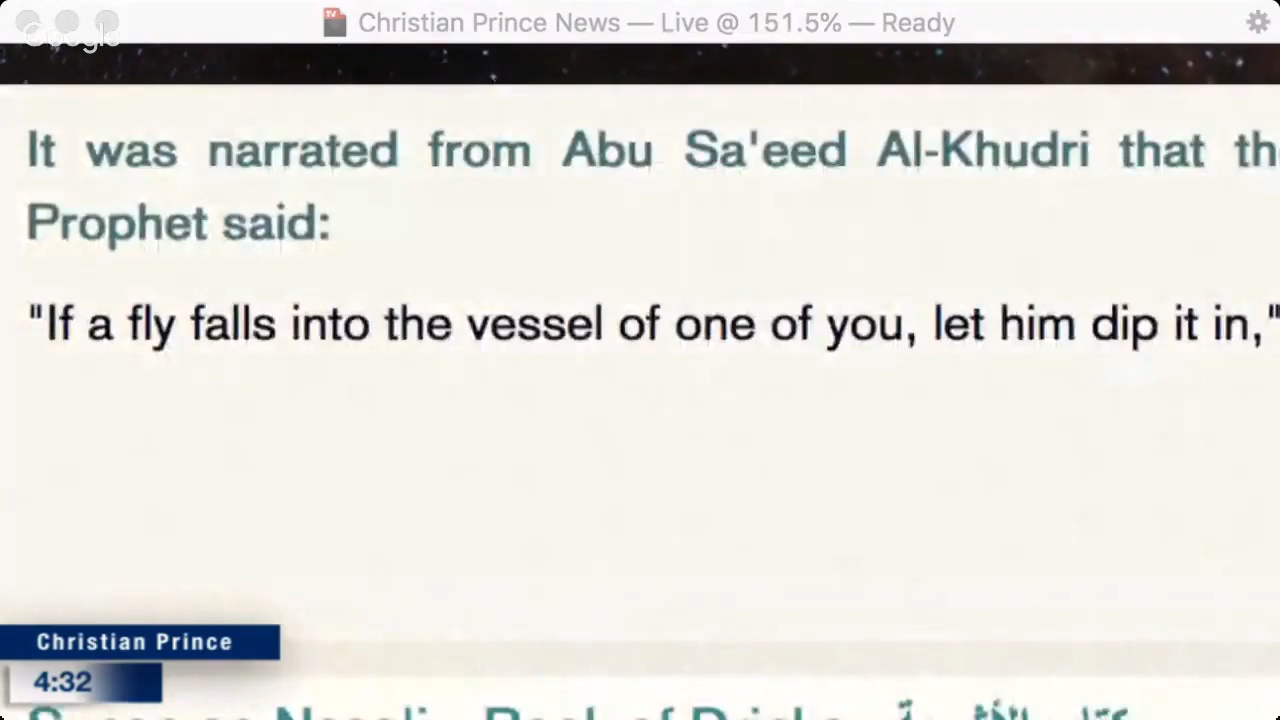 Christian Prince News — Live @ 151.5% — Ready
Google
It was narrated from Abu Sa'eed Al-Khudri that the
Prophet said:
"If a fly falls into the vessel of one of you, let him dip it in,"
Christian Prince
4:32